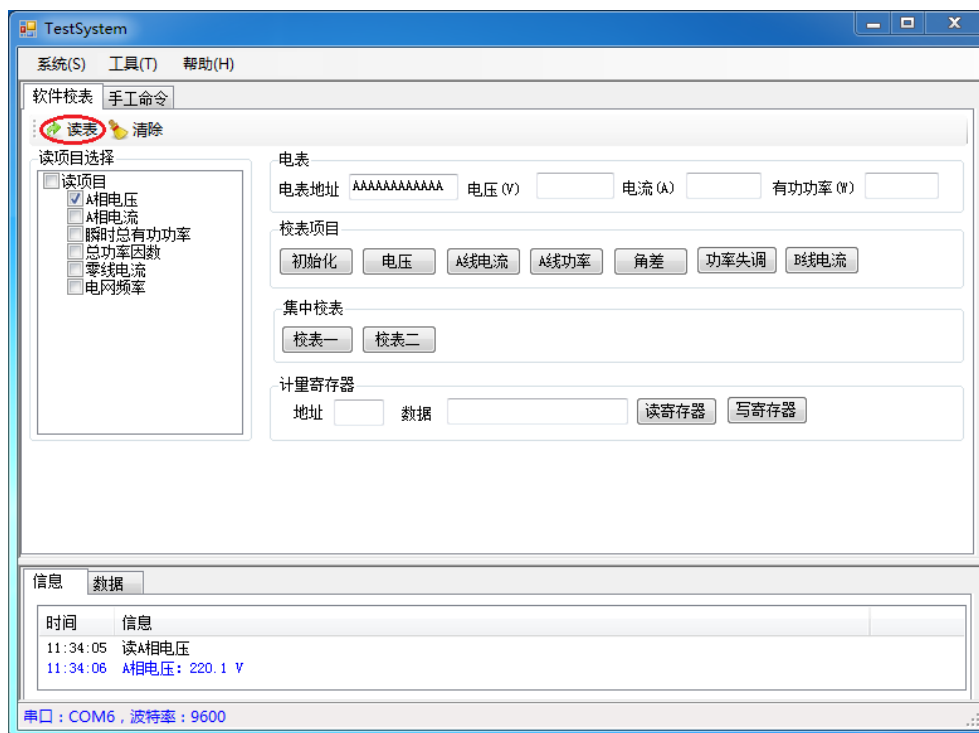 TestSystem
系统(S) 工具(T) 帮助(H)
软件校表 手工命令
读表 清除
读项目选择
读项目
A相电压
A相电流
瞬时总有功功率
总功率因数
零线电流
电网频率
电表
电表地址 AAAAAAAAAAAA 电压(V) 电流(A) 有功功率(W)
校表项目
初始化 电压 A线电流 A线功率 角差 功率失调 B线电流
集中校表
校表一 校表二
计量寄存器
地址 数据 读寄存器 写寄存器
信息 数据
时间 信息
11:34:05 读A相电压
11:34:06 A相电压: 220.1 V
串口：COM6，波特率：9600